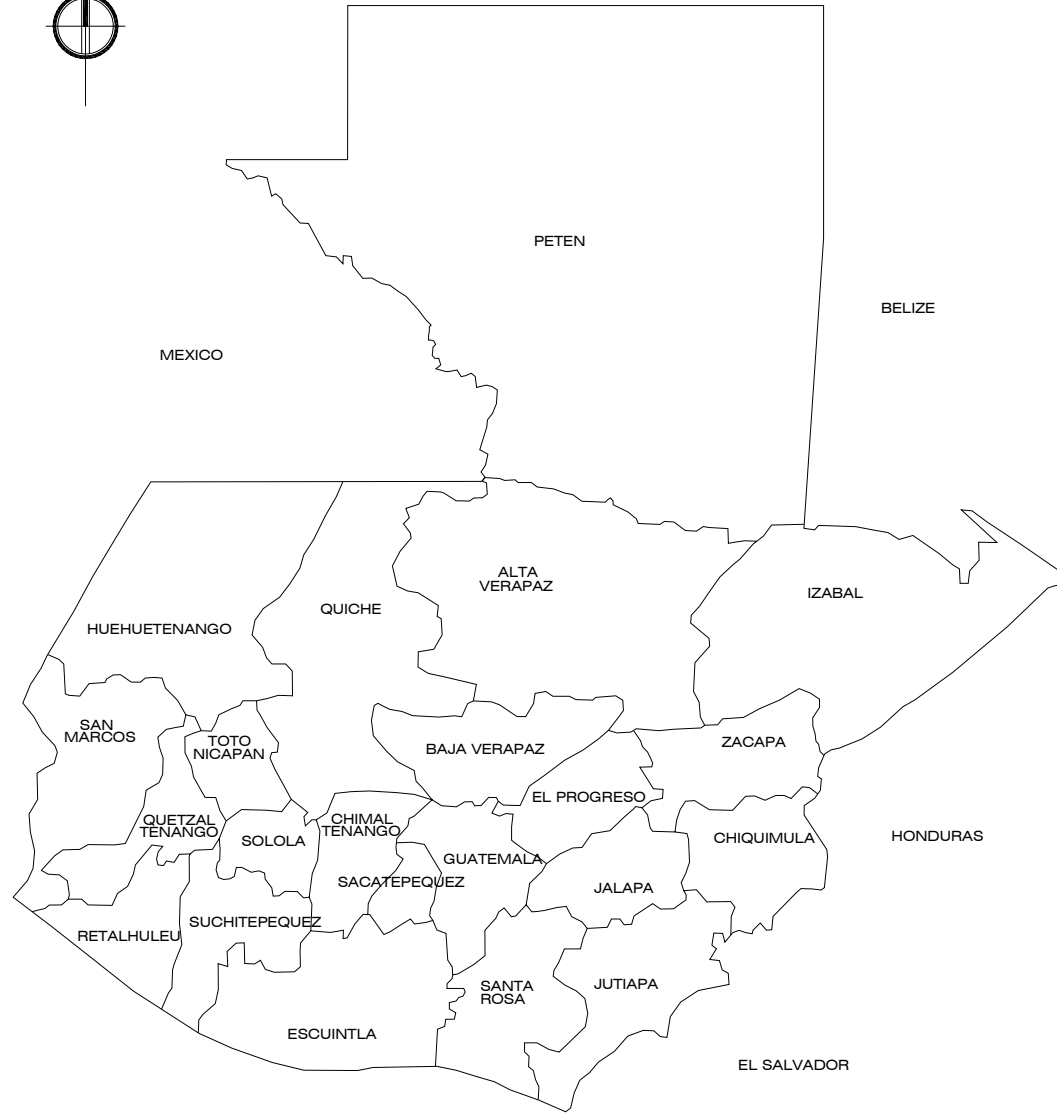 PETEN
BELIZE
MEXICO
ALTA
VERAPAZ
IZABAL
QUICHE
HUEHUETENANGO
SAN
MARCOS
TOTO
NICAPAN
BAJA VERAPAZ
ZACAPA
EL PROGRESO
QUETZAL
TENANGO
SOLOLA
CHIMAL
TENANGO
GUATEMALA
CHIQUIMULA
HONDURAS
SACATEPEQUEZ
JALAPA
RETALHULEU
SUCHITEPEQUEZ
SANTA
ROSA
JUTIAPA
ESCUINTLA
EL SALVADOR